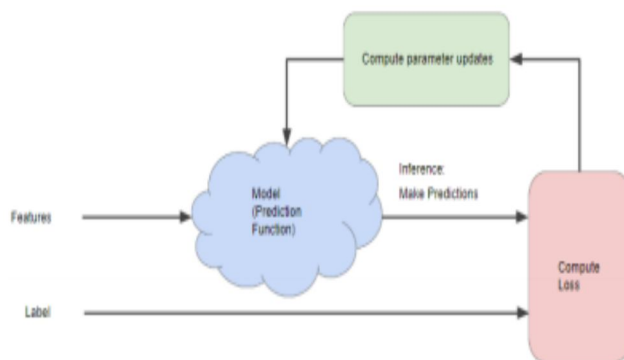 Compute parameter updates
Inference:
Make Predictions
Model
(Prediction
Function)
Features
Compute
Loss
Label